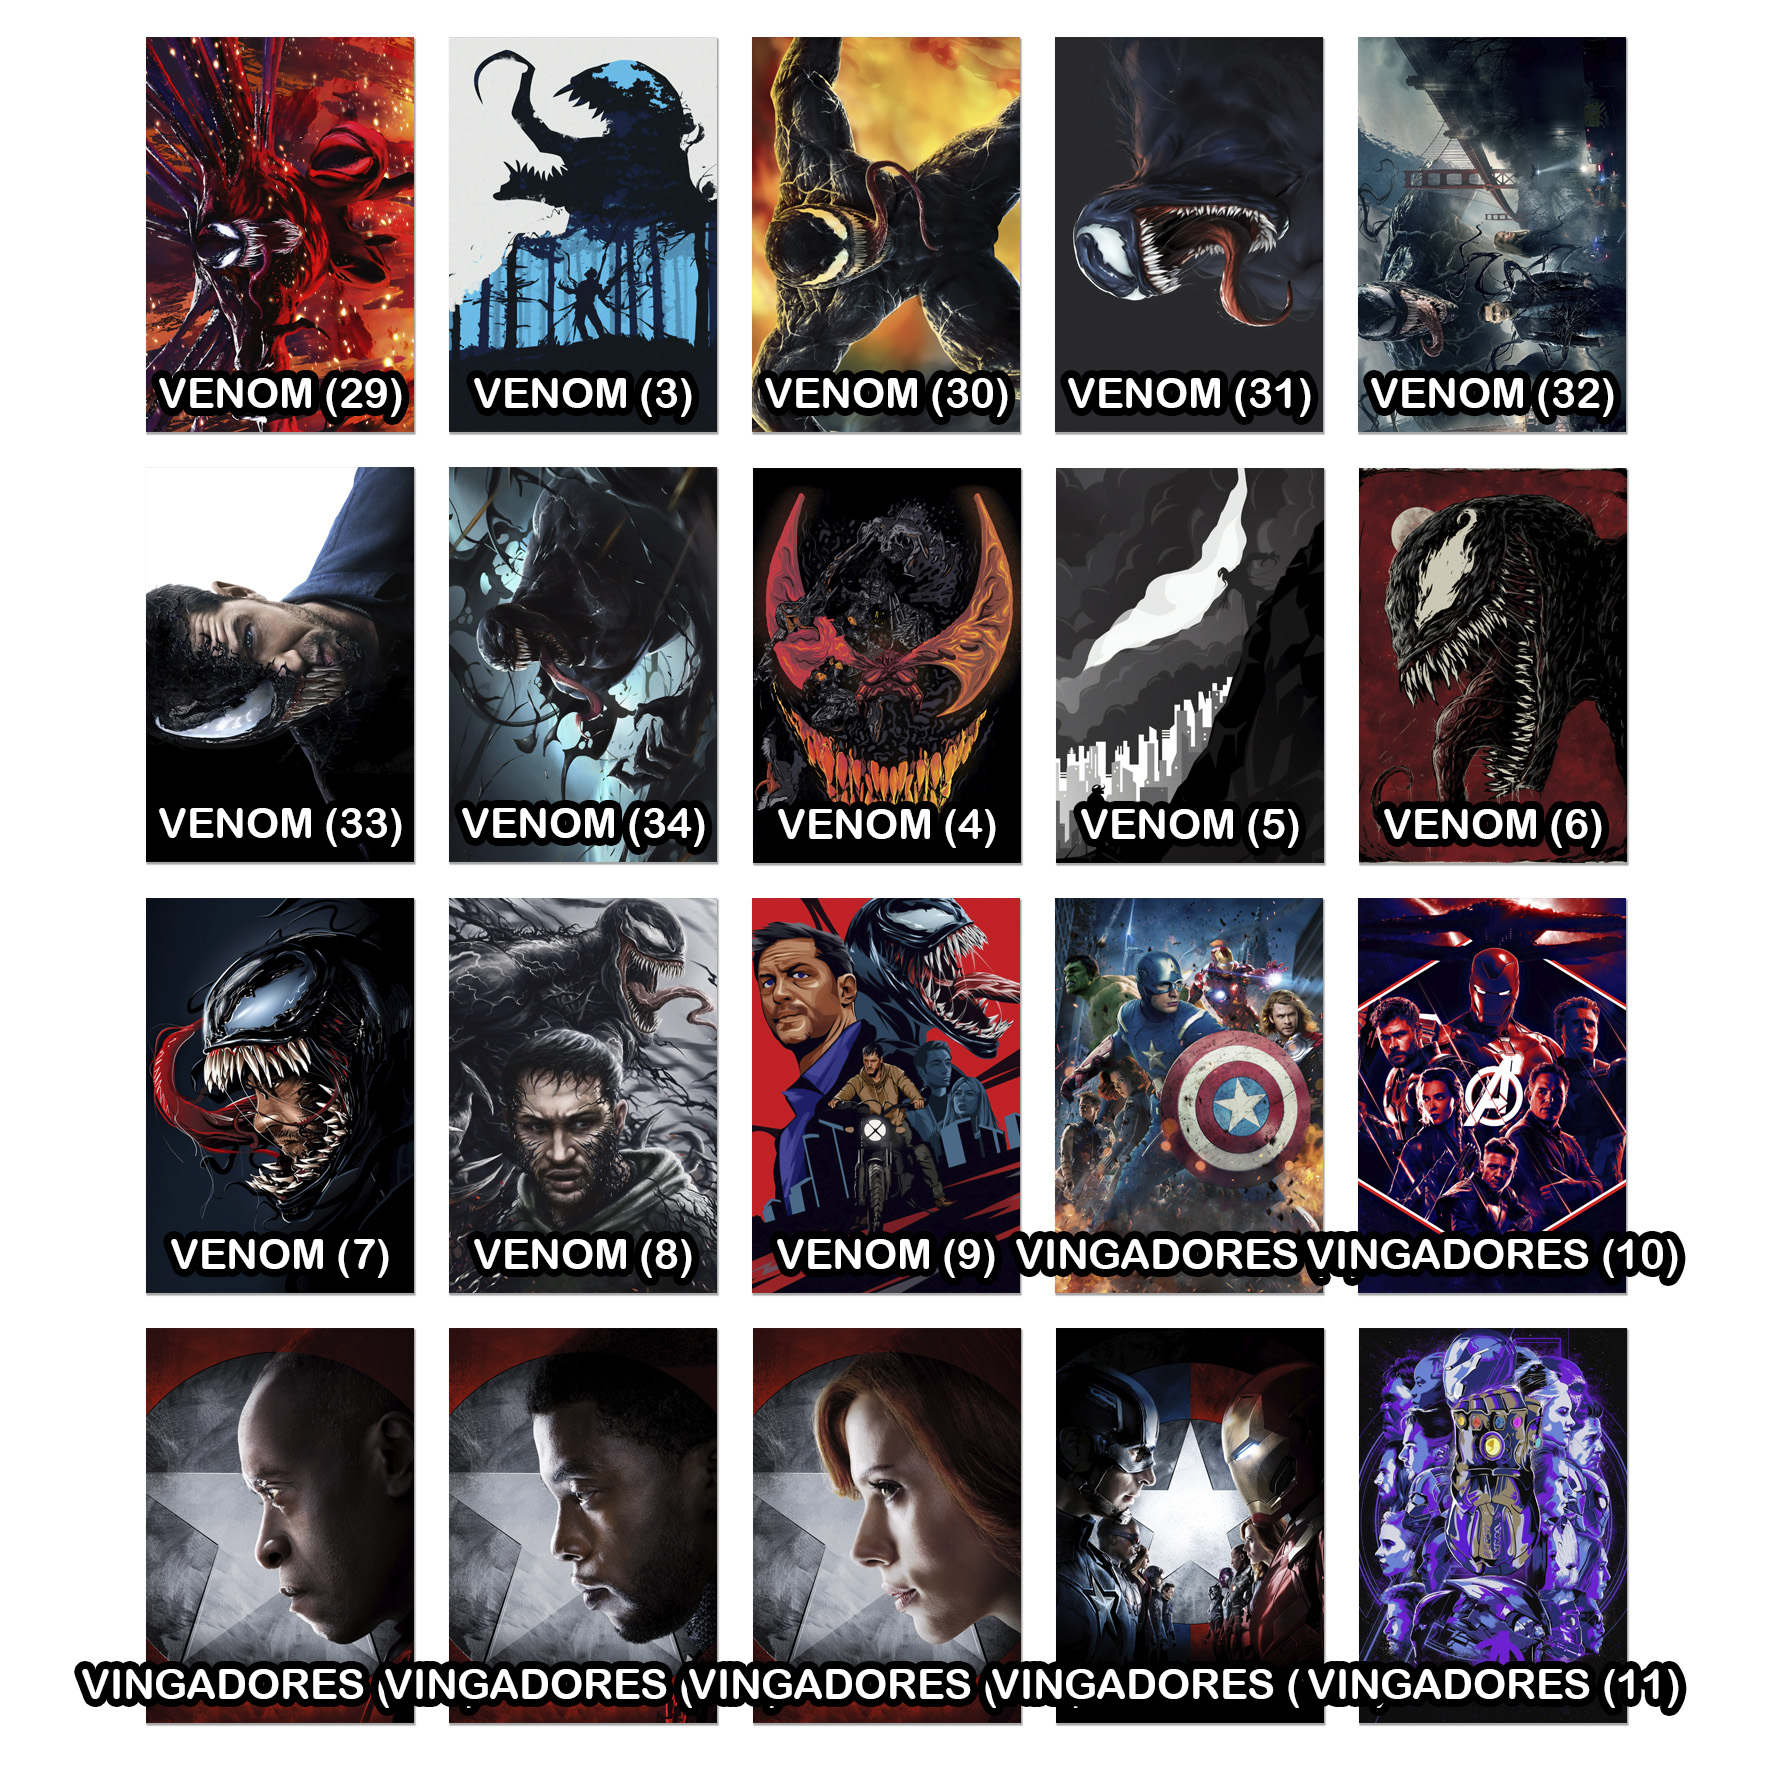 VENOM (29)
VENOM (3)
VENOM (30)
VENOM (31)
VENOM (32)
VENOM (33)
VENOM (34)
VENOM (4)
VENOM (5)
VENOM (6)
VENOM (7)
VENOM (8)
VENOM (9)
VINGADORES
VINGADORES (10)
VINGADORES (
VINGADORES (
VINGADORES (
VINGADORES (
VINGADORES (11)